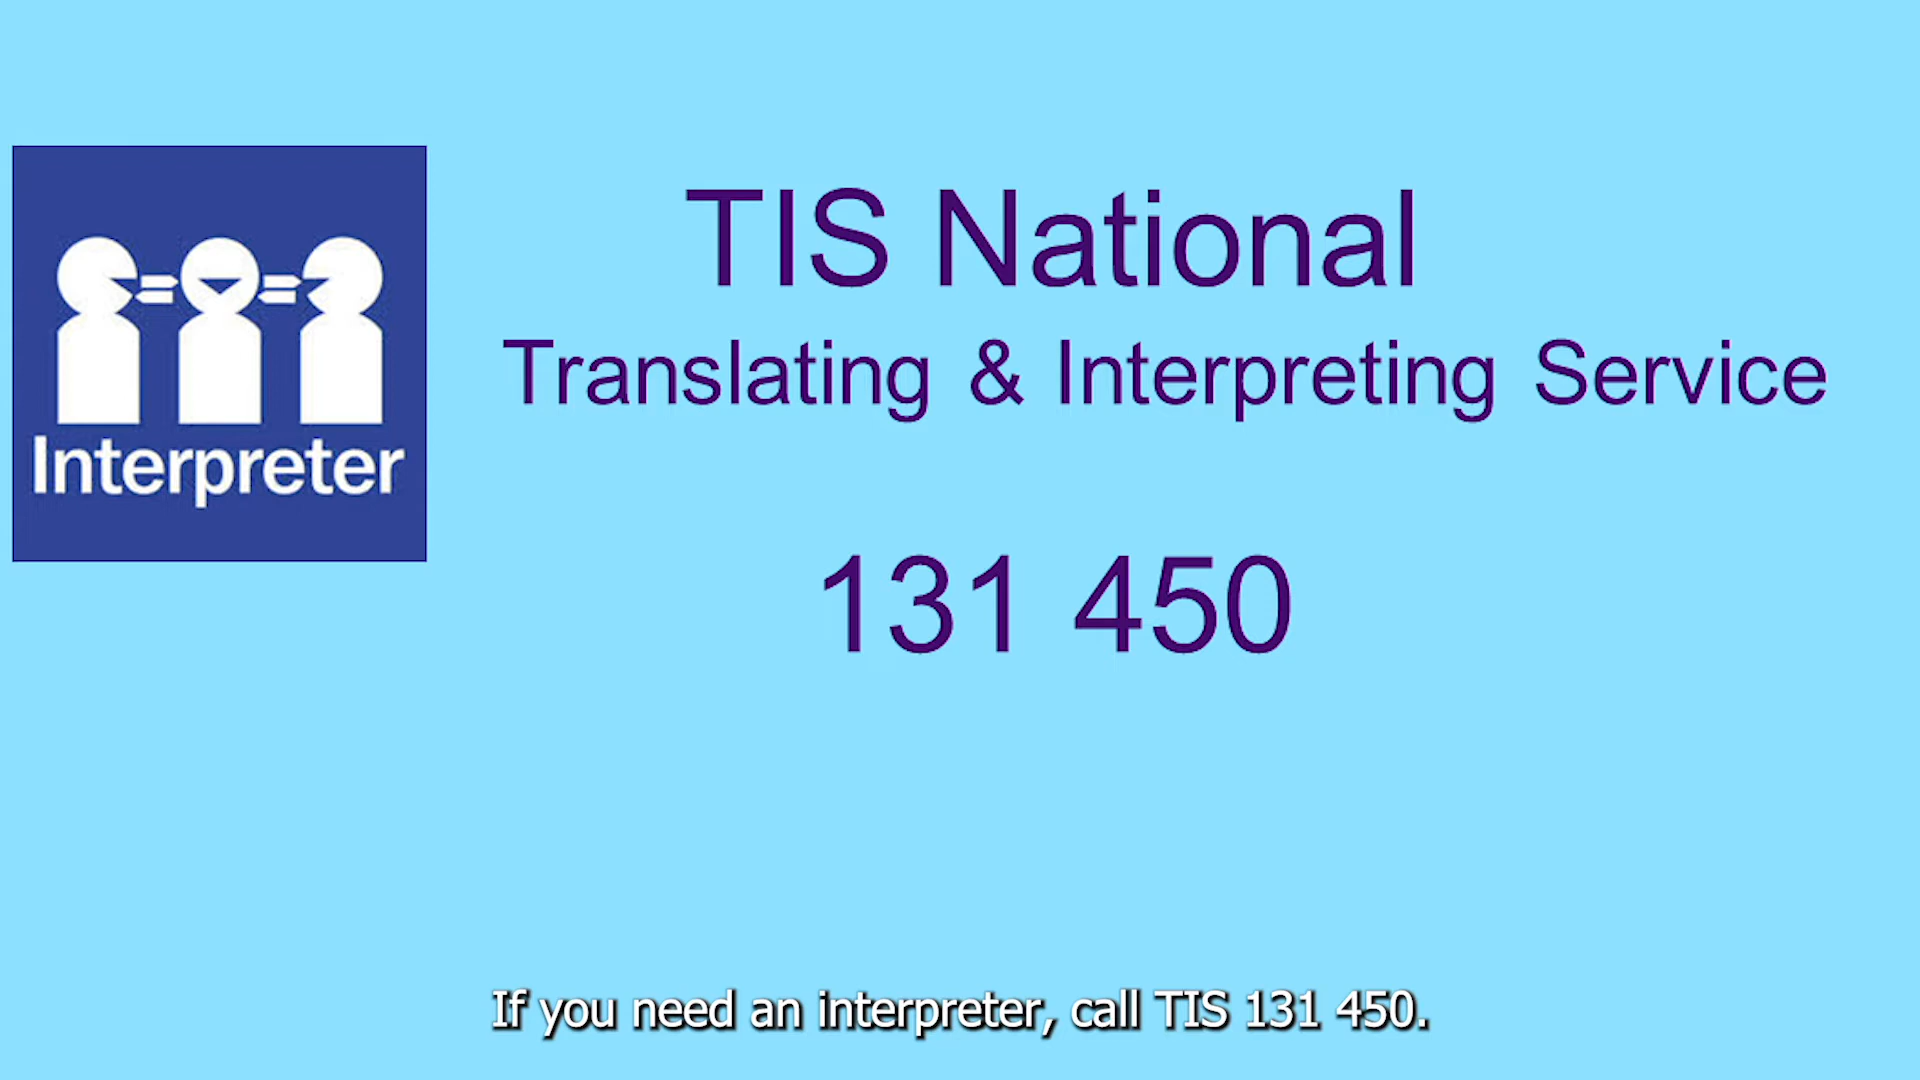 TIS National
Translating & Interpreting Service
Interpreter
131 450
If you need an interpreter, call TIS 131 450.